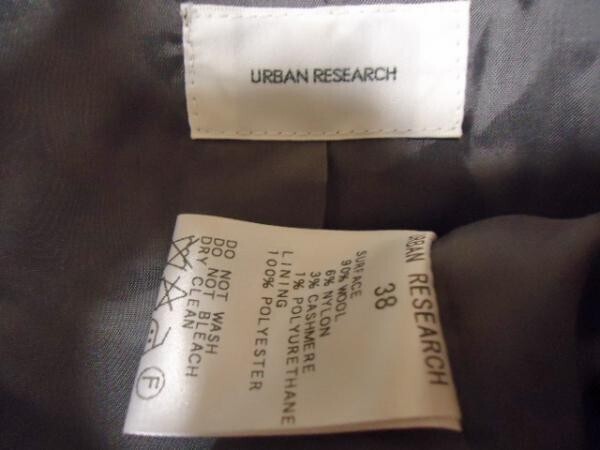 URBAN RESEARCH
URBAN RESEARCH
38
SURFACE
90% WOOL
6% NYLON
3% CASHMERE
1% POLYURETHANE
LINING
100% POLYESTER
DO NOT WASH
DO NOT BLEACH
DRY CLEAN
F